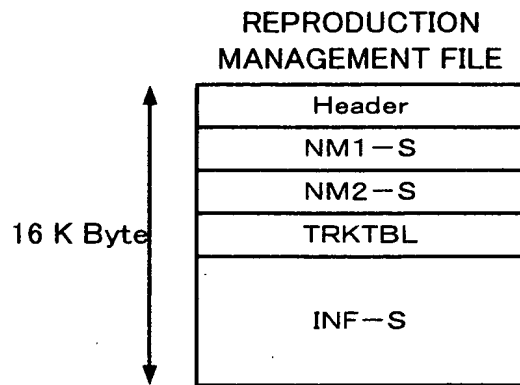 REPRODUCTION
MANAGEMENT FILE
Header
NM1-S
NM2-S
TRKTBL
16 K Byte
INF-S